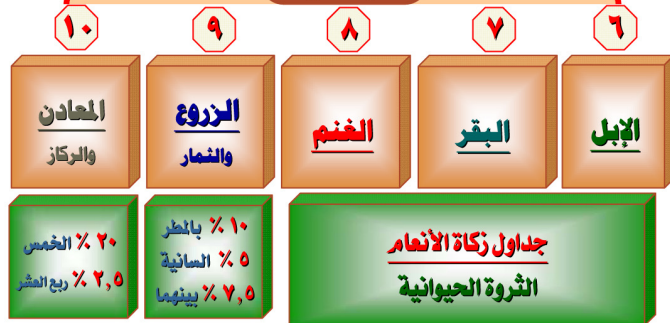 ٦
٧
٨
٩
١٠
الإبل
البقر
الغنم
الزروع
والثمار
المعادن
والركاز
جداول زكاة الأنعام
الثروة الحيوانية
١٠ ٪ بالمطر
٥ ٪ السانية
٧,٥ ٪ بينهما
٢٠ ٪ الخمس
٢,٥ ٪ ربع العشر